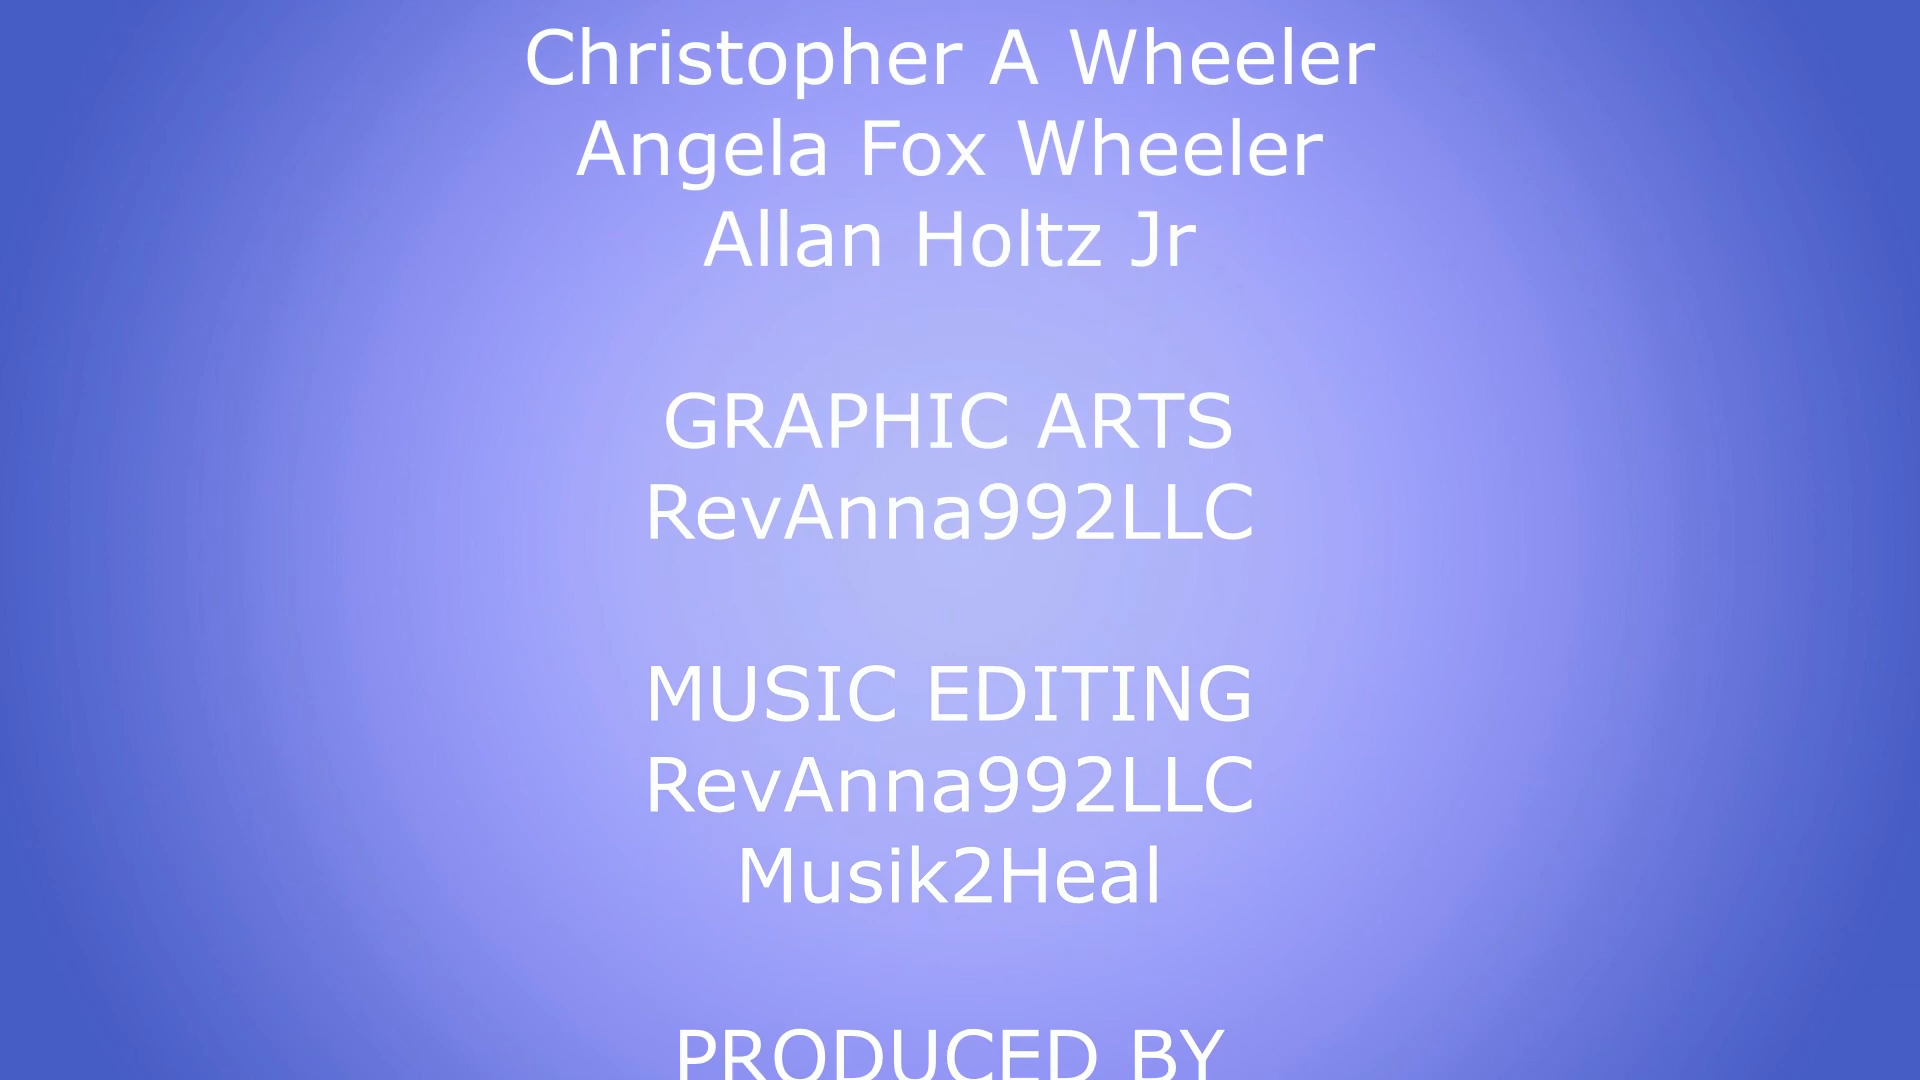 Christopher A Wheeler
Angela Fox Wheeler
Allan Holtz Jr
GRAPHIC ARTS
RevAnna992LLC
MUSIC EDITING
RevAnna992LLC
Musik2Heal
PRODUCED BY